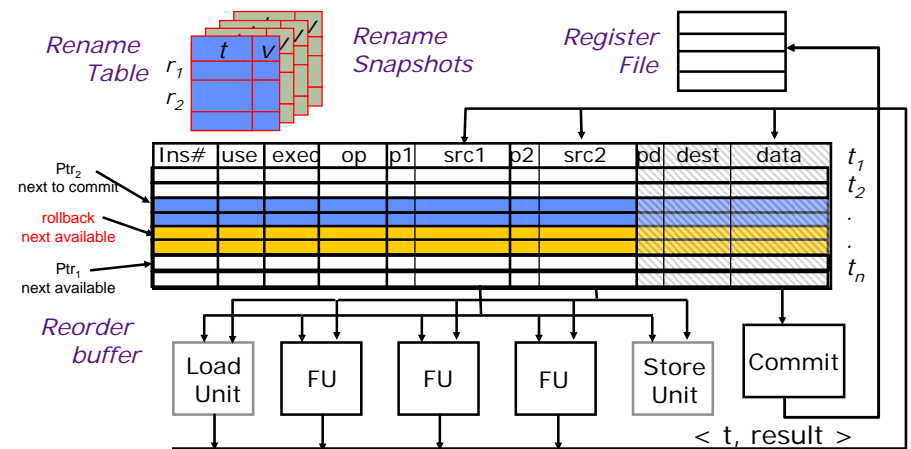 Rename
Table
t v
r1
r2
Rename
Snapshots
Register
File
Ins# use exec op p1 src1 p2 src2 pd dest data
t1
t2
.
.
tn
Ptr2
next to commit
rollback
next available
Ptr1
next available
Reorder
buffer
Load
Unit
FU
FU
FU
Store
Unit
Commit
< t, result >